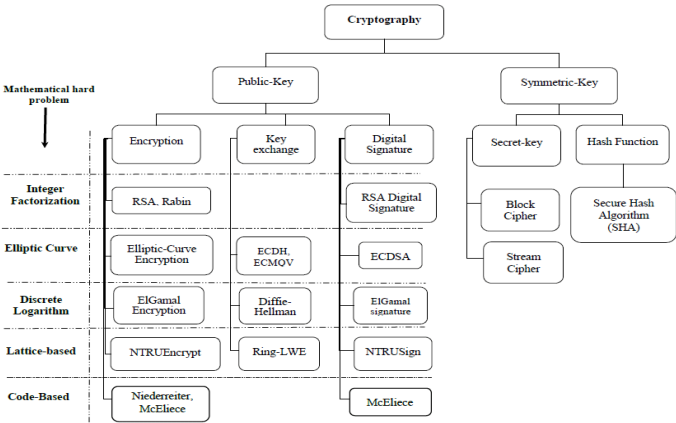 Cryptography
Public-Key
Symmetric-Key
Mathematical hard
problem
Encryption
Key
exchange
Digital
Signature
Secret-key
Hash Function
Integer
Factorization
RSA, Rabin
RSA Digital
Signature
Block
Cipher
Secure Hash
Algorithm
(SHA)
Elliptic Curve
Elliptic-Curve
Encryption
ECDH,
ECMQV
ECDSA
Stream
Cipher
Discrete
Logarithm
ElGamal
Encryption
Diffie-
Hellman
ElGamal
signature
Lattice-based
NTRUEncrypt
Ring-LWE
NTRUSign
Code-Based
Niederreiter,
McEliece
McEliece